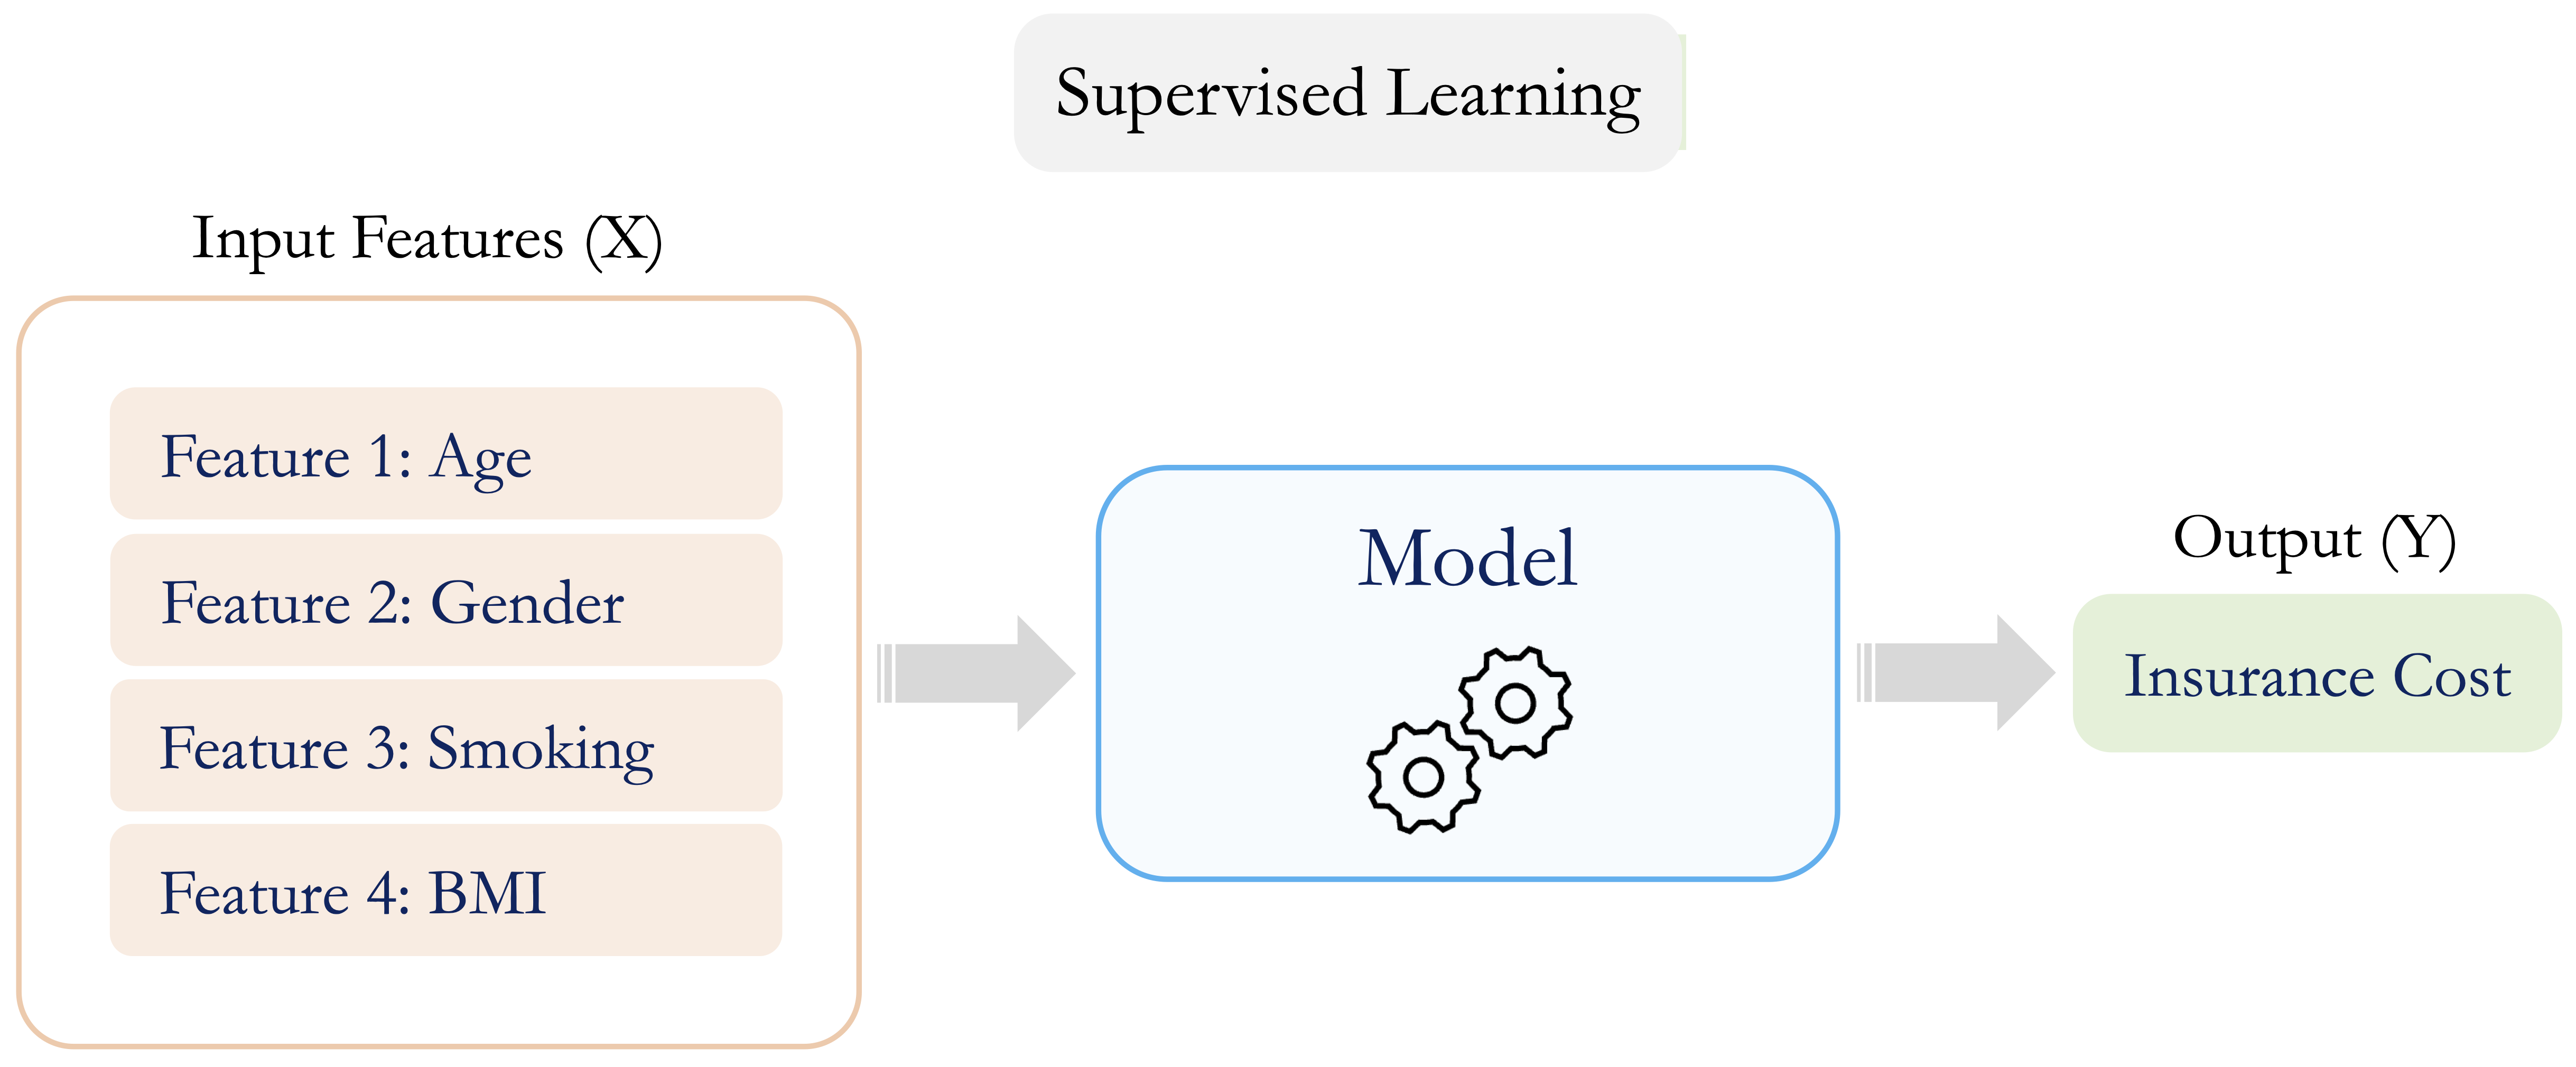 Supervised Learning
Input Features (X)
Feature 1: Age
Feature 2: Gender
Feature 3: Smoking
Feature 4: BMI
Model
Output (Y)
Insurance Cost